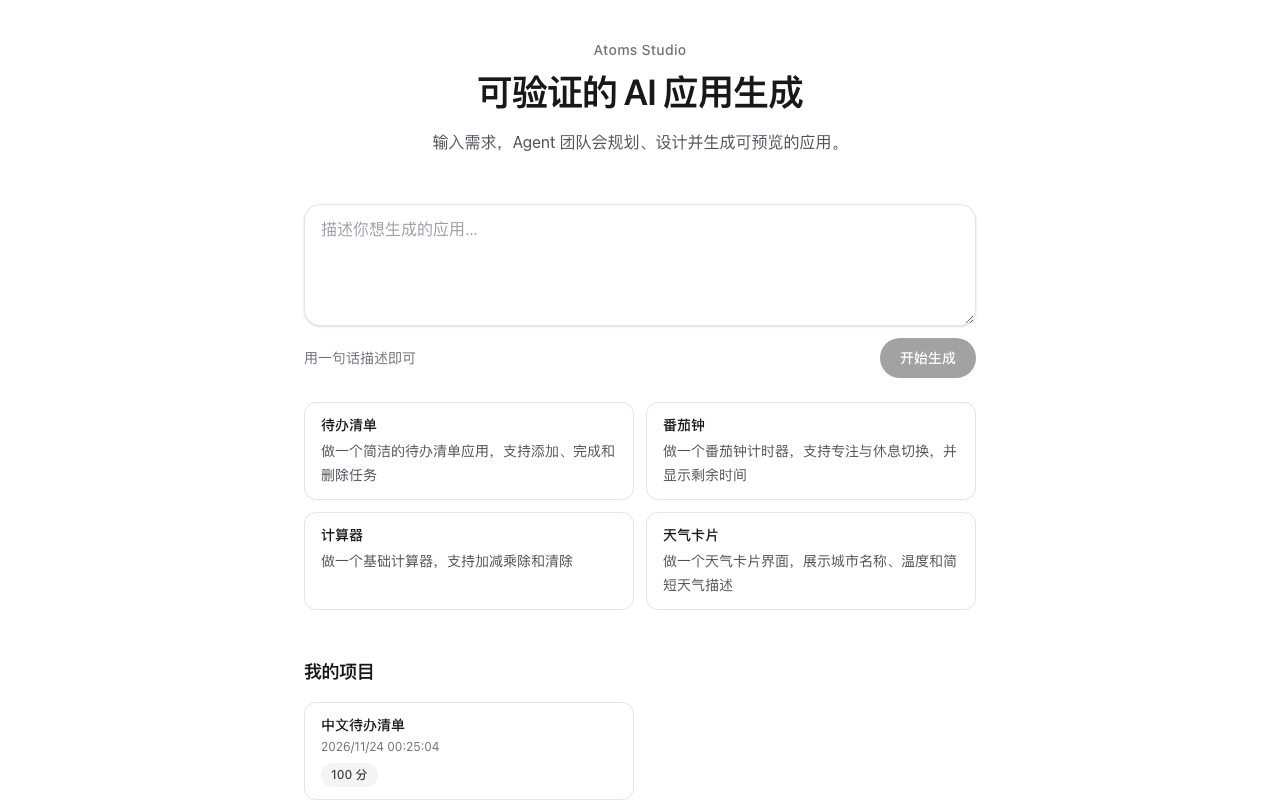 Atoms Studio
可验证的 AI 应用生成
输入需求，Agent 团队会规划、设计并生成可预览的应用。
描述你想生成的应用...
用一句话描述即可
开始生成
待办清单
做一个简洁的待办清单应用，支持添加、完成和
删除任务
番茄钟
做一个番茄钟计时器，支持专注与休息切换，并
显示剩余时间
计算器
做一个基础计算器，支持加减乘除和清除
天气卡片
做一个天气卡片界面，展示城市名称、温度和简
短天气描述
我的项目
中文待办清单
2026/11/24 00:25:04
100 分